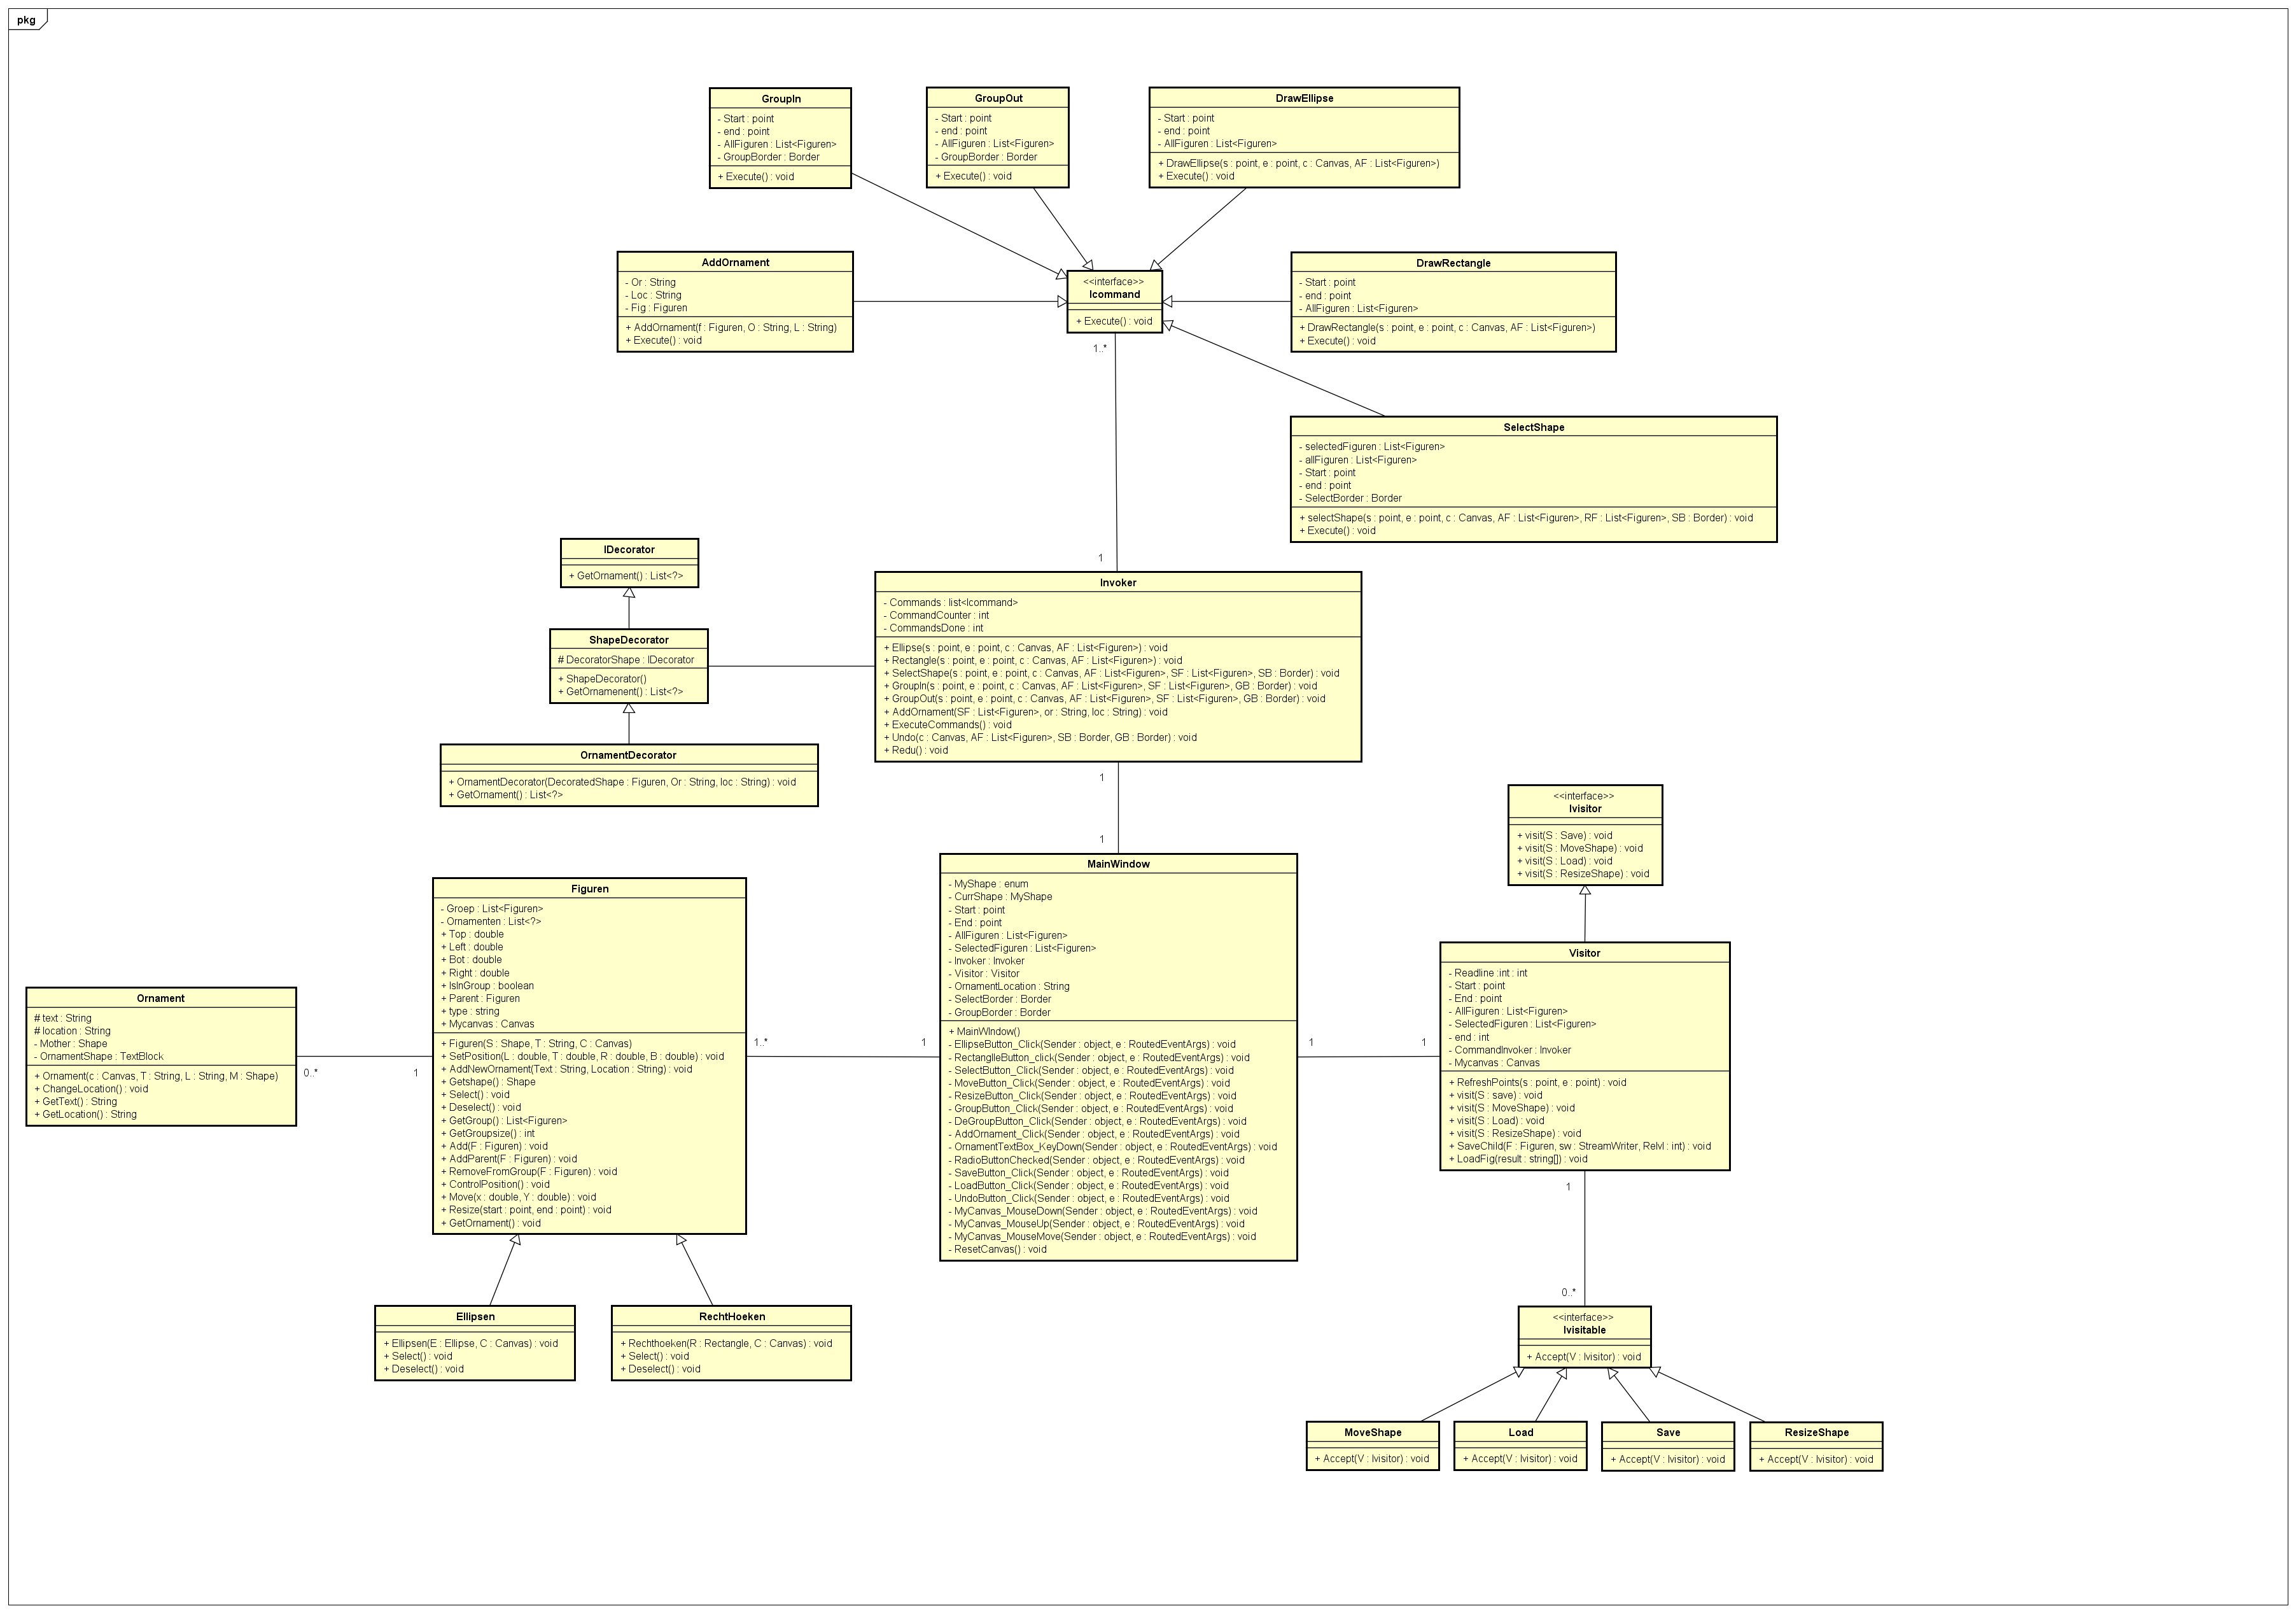 pkg
GroupIn
- Start : point
- end : point
- AllFiguren : List<Figuren>
- GroupBorder : Border
+ Execute() : void
GroupOut
- Start : point
- end : point
- AllFiguren : List<Figuren>
- GroupBorder : Border
+ Execute() : void
DrawEllipse
- Start : point
- end : point
- AllFiguren : List<Figuren>
+ DrawEllipse(s : point, e : point, c : Canvas, AF : List<Figuren>)
+ Execute() : void
AddOrnament
- Or : String
- Loc : String
- Fig : Figuren
+ AddOrnament(f : Figuren, O : String, L : String)
+ Execute() : void
<<interface>>
Icommand
+ Execute() : void
DrawRectangle
- Start : point
- end : point
- AllFiguren : List<Figuren>
+ DrawRectangle(s : point, e : point, c : Canvas, AF : List<Figuren>)
+ Execute() : void
1..*
SelectShape
- selectedFiguren : List<Figuren>
- allFiguren : List<Figuren>
- Start : point
- end : point
- SelectBorder : Border
+ selectShape(s : point, e : point, c : Canvas, AF : List<Figuren>, RF : List<Figuren>, SB : Border) : void
+ Execute() : void
IDecorator
+ GetOrnament() : List<?>
1
ShapeDecorator
# DecoratorShape : IDecorator
+ ShapeDecorator()
+ GetOrnamenent() : List<?>
OrnamentDecorator
+ OrnamentDecorator(DecoratedShape : Figuren, Or : String, loc : String) : void
+ GetOrnament() : List<?>
Invoker
- Commands : list<Icommand>
- CommandCounter : int
- CommandsDone : int
+ Ellipse(s : point, e : point, c : Canvas, AF : List<Figuren>) : void
+ Rectangle(s : point, e : point, c : Canvas, AF : List<Figuren>) : void
+ SelectShape(s : point, e : point, c : Canvas, AF : List<Figuren>, SF : List<Figuren>, SB : Border) : void
+ GroupIn(s : point, e : point, c : Canvas, AF : List<Figuren>, SF : List<Figuren>, GB : Border) : void
+ GroupOut(s : point, e : point, c : Canvas, AF : List<Figuren>, SF : List<Figuren>, GB : Border) : void
+ AddOrnament(SF : List<Figuren>, or : String, loc : String) : void
+ ExecuteCommands() : void
+ Undo(c : Canvas, AF : List<Figuren>, SB : Border, GB : Border) : void
+ Redu() : void
1
1
<<interface>>
Ivisitor
+ visit(S : Save) : void
+ visit(S : MoveShape) : void
+ visit(S : Load) : void
+ visit(S : ResizeShape) : void
Ornament
# text : String
# location : String
- Mother : Shape
- OrnamentShape : TextBlock
+ Ornament(c : Canvas, T : String, L : String, M : Shape)
+ ChangeLocation() : void
+ GetText() : String
+ GetLocation() : String
0..*
1
Figuren
- Groep : List<Figuren>
- Ornamenten : List<?>
+ Top : double
+ Left : double
+ Bot : double
+ Right : double
+ IsInGroup : boolean
+ Parent : Figuren
+ type : string
+ Mycanvas : Canvas
+ Figuren(S : Shape, T : String, C : Canvas)
+ SetPosition(L : double, T : double, R : double, B : double) : void
+ AddNewOrnament(Text : String, Location : String) : void
+ Getshape() : Shape
+ Select() : void
+ Deselect() : void
+ GetGroup() : List<Figuren>
+ GetGroupsize() : int
+ Add(F : Figuren) : void
+ AddParent(F : Figuren) : void
+ RemoveFromGroup(F : Figuren) : void
+ ControlPosition() : void
+ Move(x : double, Y : double) : void
+ Resize(start : point, end : point) : void
+ GetOrnament() : void
1..*
1
MainWindow
- MyShape : enum
- CurrShape : MyShape
- Start : point
- End : point
- AllFiguren : List<Figuren>
- SelectedFiguren : List<Figuren>
- Invoker : Invoker
- Visitor : Visitor
- OrnamentLocation : String
- SelectBorder : Border
- GroupBorder : Border
+ MainWIndow()
- EllipseButton_Click(Sender : object, e : RoutedEventArgs) : void
- RectanglleButton_click(Sender : object, e : RoutedEventArgs) : void
- SelectButton_Click(Sender : object, e : RoutedEventArgs) : void
- MoveButton_Click(Sender : object, e : RoutedEventArgs) : void
- ResizeButton_Click(Sender : object, e : RoutedEventArgs) : void
- GroupButton_Click(Sender : object, e : RoutedEventArgs) : void
- DeGroupButton_Click(Sender : object, e : RoutedEventArgs) : void
- AddOrnament_Click(Sender : object, e : RoutedEventArgs) : void
- OrnamentTextBox_KeyDown(Sender : object, e : RoutedEventArgs) : void
- RadioButtonChecked(Sender : object, e : RoutedEventArgs) : void
- SaveButton_Click(Sender : object, e : RoutedEventArgs) : void
- LoadButton_Click(Sender : object, e : RoutedEventArgs) : void
- UndoButton_Click(Sender : object, e : RoutedEventArgs) : void
- MyCanvas_MouseDown(Sender : object, e : RoutedEventArgs) : void
- MyCanvas_MouseUp(Sender : object, e : RoutedEventArgs) : void
- MyCanvas_MouseMove(Sender : object, e : RoutedEventArgs) : void
- ResetCanvas() : void
1
1
Visitor
- Readline :int : int
- Start : point
- End : point
- AllFiguren : List<Figuren>
- SelectedFiguren : List<Figuren>
- end : int
- CommandInvoker : Invoker
- Mycanvas : Canvas
+ RefreshPoints(s : point, e : point) : void
+ visit(S : save) : void
+ visit(S : MoveShape) : void
+ visit(S : Load) : void
+ visit(S : ResizeShape) : void
+ SaveChild(F : Figuren, sw : StreamWriter, Relvl : int) : void
+ LoadFig(result : string[]) : void
1
0..*
Ellipsen
+ Ellipsen(E : Ellipse, C : Canvas) : void
+ Select() : void
+ Deselect() : void
RechtHoeken
+ Rechthoeken(R : Rectangle, C : Canvas) : void
+ Select() : void
+ Deselect() : void
<<interface>>
Ivisitable
+ Accept(V : Ivisitor) : void
MoveShape
+ Accept(V : Ivisitor) : void
Load
+ Accept(V : Ivisitor) : void
Save
+ Accept(V : Ivisitor) : void
ResizeShape
+ Accept(V : Ivisitor) : void